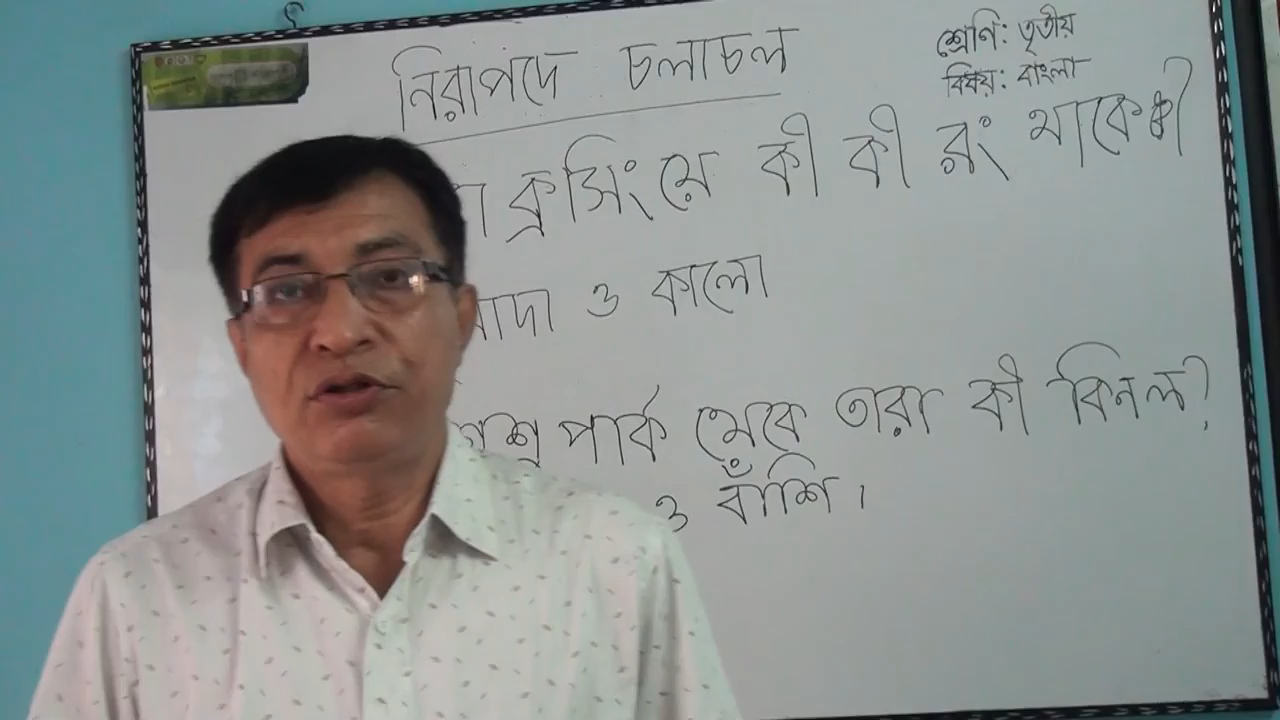 নিরাপদে চলাচল
শ্রেণি: তৃতীয়
বিষয়: বাংলা
ক্রসিংয়ে কী কী রং থাকে?
ও কালো
পার্ক থেকে তারা কী কিনল?
ও বাঁশি।